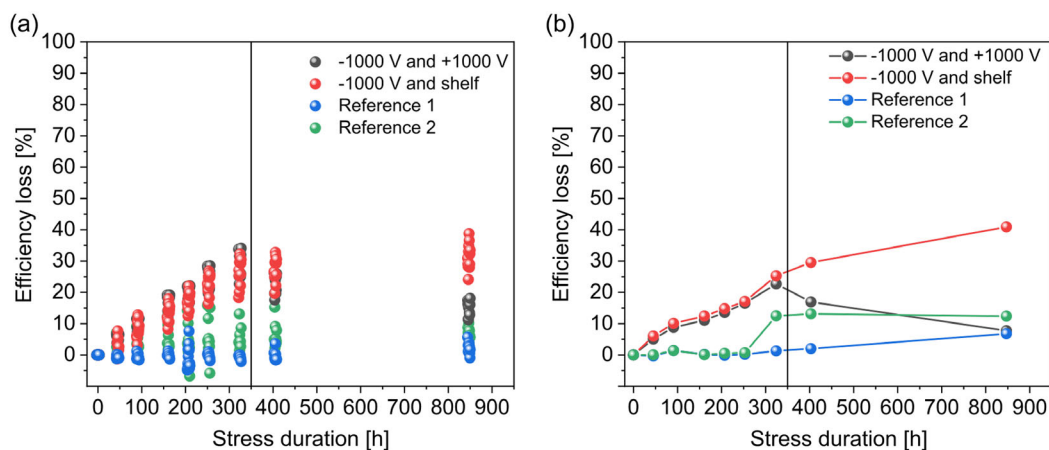 (a)
100
90
80
70
60
50
40
30
20
10
0
Efficiency loss [%]
-1000 V and +1000 V
-1000 V and shelf
Reference 1
Reference 2
0 100 200 300 400 500 600 700 800 900
Stress duration [h]
(b)
100
90
80
70
60
50
40
30
20
10
0
Efficiency loss [%]
-1000 V and +1000 V
-1000 V and shelf
Reference 1
Reference 2
0 100 200 300 400 500 600 700 800 900
Stress duration [h]